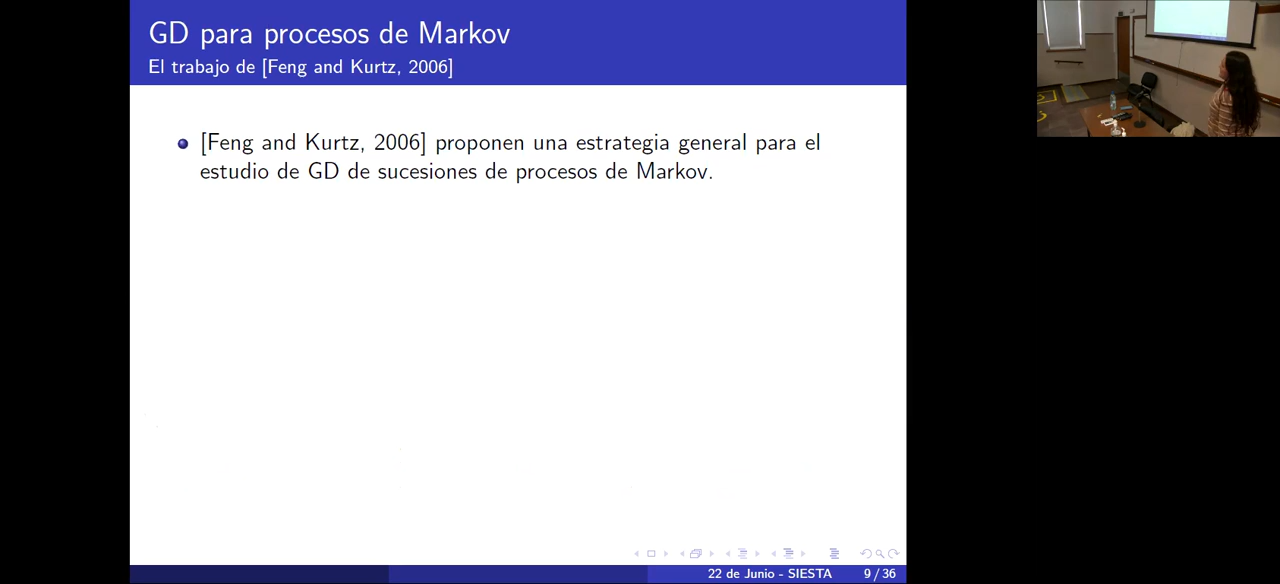 GD para procesos de Markov
El trabajo de [Feng and Kurtz, 2006]
[Feng and Kurtz, 2006] proponen una estrategia general para el
estudio de GD de sucesiones de procesos de Markov.
22 de Junio - SIESTA 9 / 36